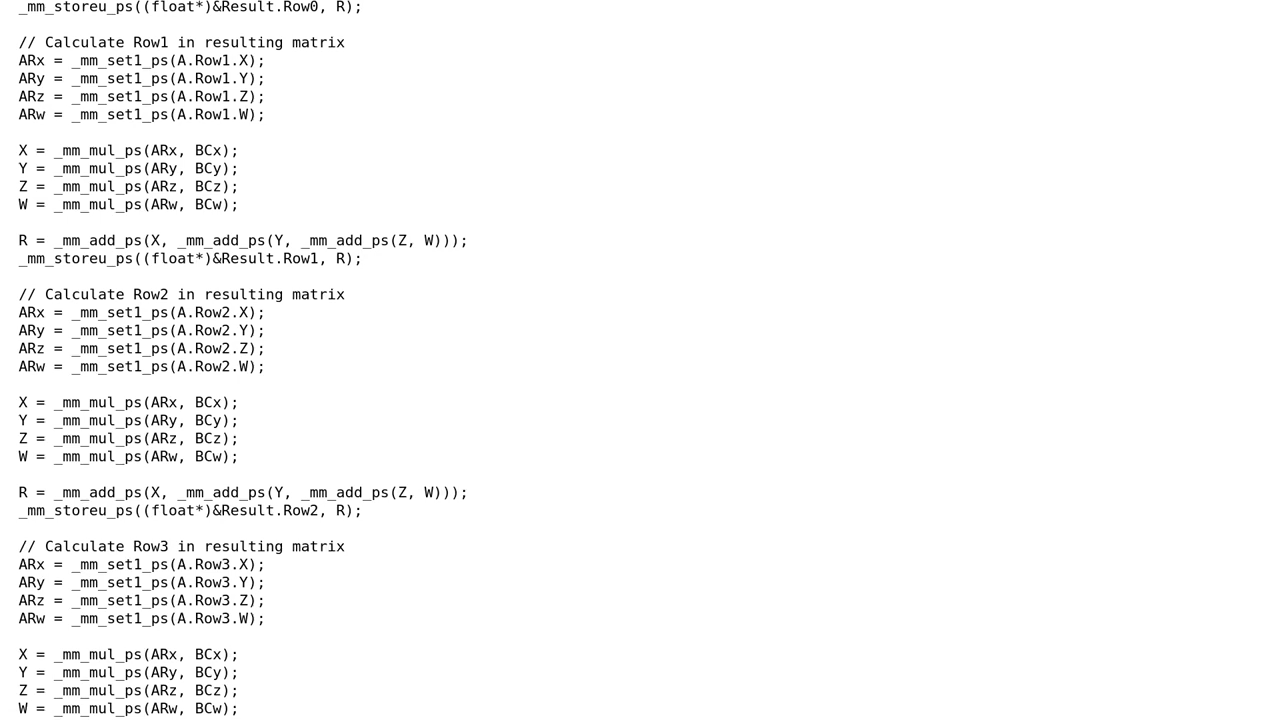 _mm_storeu_ps((float*)&Result.Row0, R);
// Calculate Row1 in resulting matrix
ARx = _mm_set1_ps(A.Row1.X);
ARy = _mm_set1_ps(A.Row1.Y);
ARz = _mm_set1_ps(A.Row1.Z);
ARw = _mm_set1_ps(A.Row1.W);
X = _mm_mul_ps(ARx, BCx);
Y = _mm_mul_ps(ARy, BCy);
Z = _mm_mul_ps(ARz, BCz);
W = _mm_mul_ps(ARw, BCw);
R = _mm_add_ps(X, _mm_add_ps(Y, _mm_add_ps(Z, W)));
_mm_storeu_ps((float*)&Result.Row1, R);
// Calculate Row2 in resulting matrix
ARx = _mm_set1_ps(A.Row2.X);
ARy = _mm_set1_ps(A.Row2.Y);
ARz = _mm_set1_ps(A.Row2.Z);
ARw = _mm_set1_ps(A.Row2.W);
X = _mm_mul_ps(ARx, BCx);
Y = _mm_mul_ps(ARy, BCy);
Z = _mm_mul_ps(ARz, BCz);
W = _mm_mul_ps(ARw, BCw);
R = _mm_add_ps(X, _mm_add_ps(Y, _mm_add_ps(Z, W)));
_mm_storeu_ps((float*)&Result.Row2, R);
// Calculate Row3 in resulting matrix
ARx = _mm_set1_ps(A.Row3.X);
ARy = _mm_set1_ps(A.Row3.Y);
ARz = _mm_set1_ps(A.Row3.Z);
ARw = _mm_set1_ps(A.Row3.W);
X = _mm_mul_ps(ARx, BCx);
Y = _mm_mul_ps(ARy, BCy);
Z = _mm_mul_ps(ARz, BCz);
W = _mm_mul_ps(ARw, BCw);